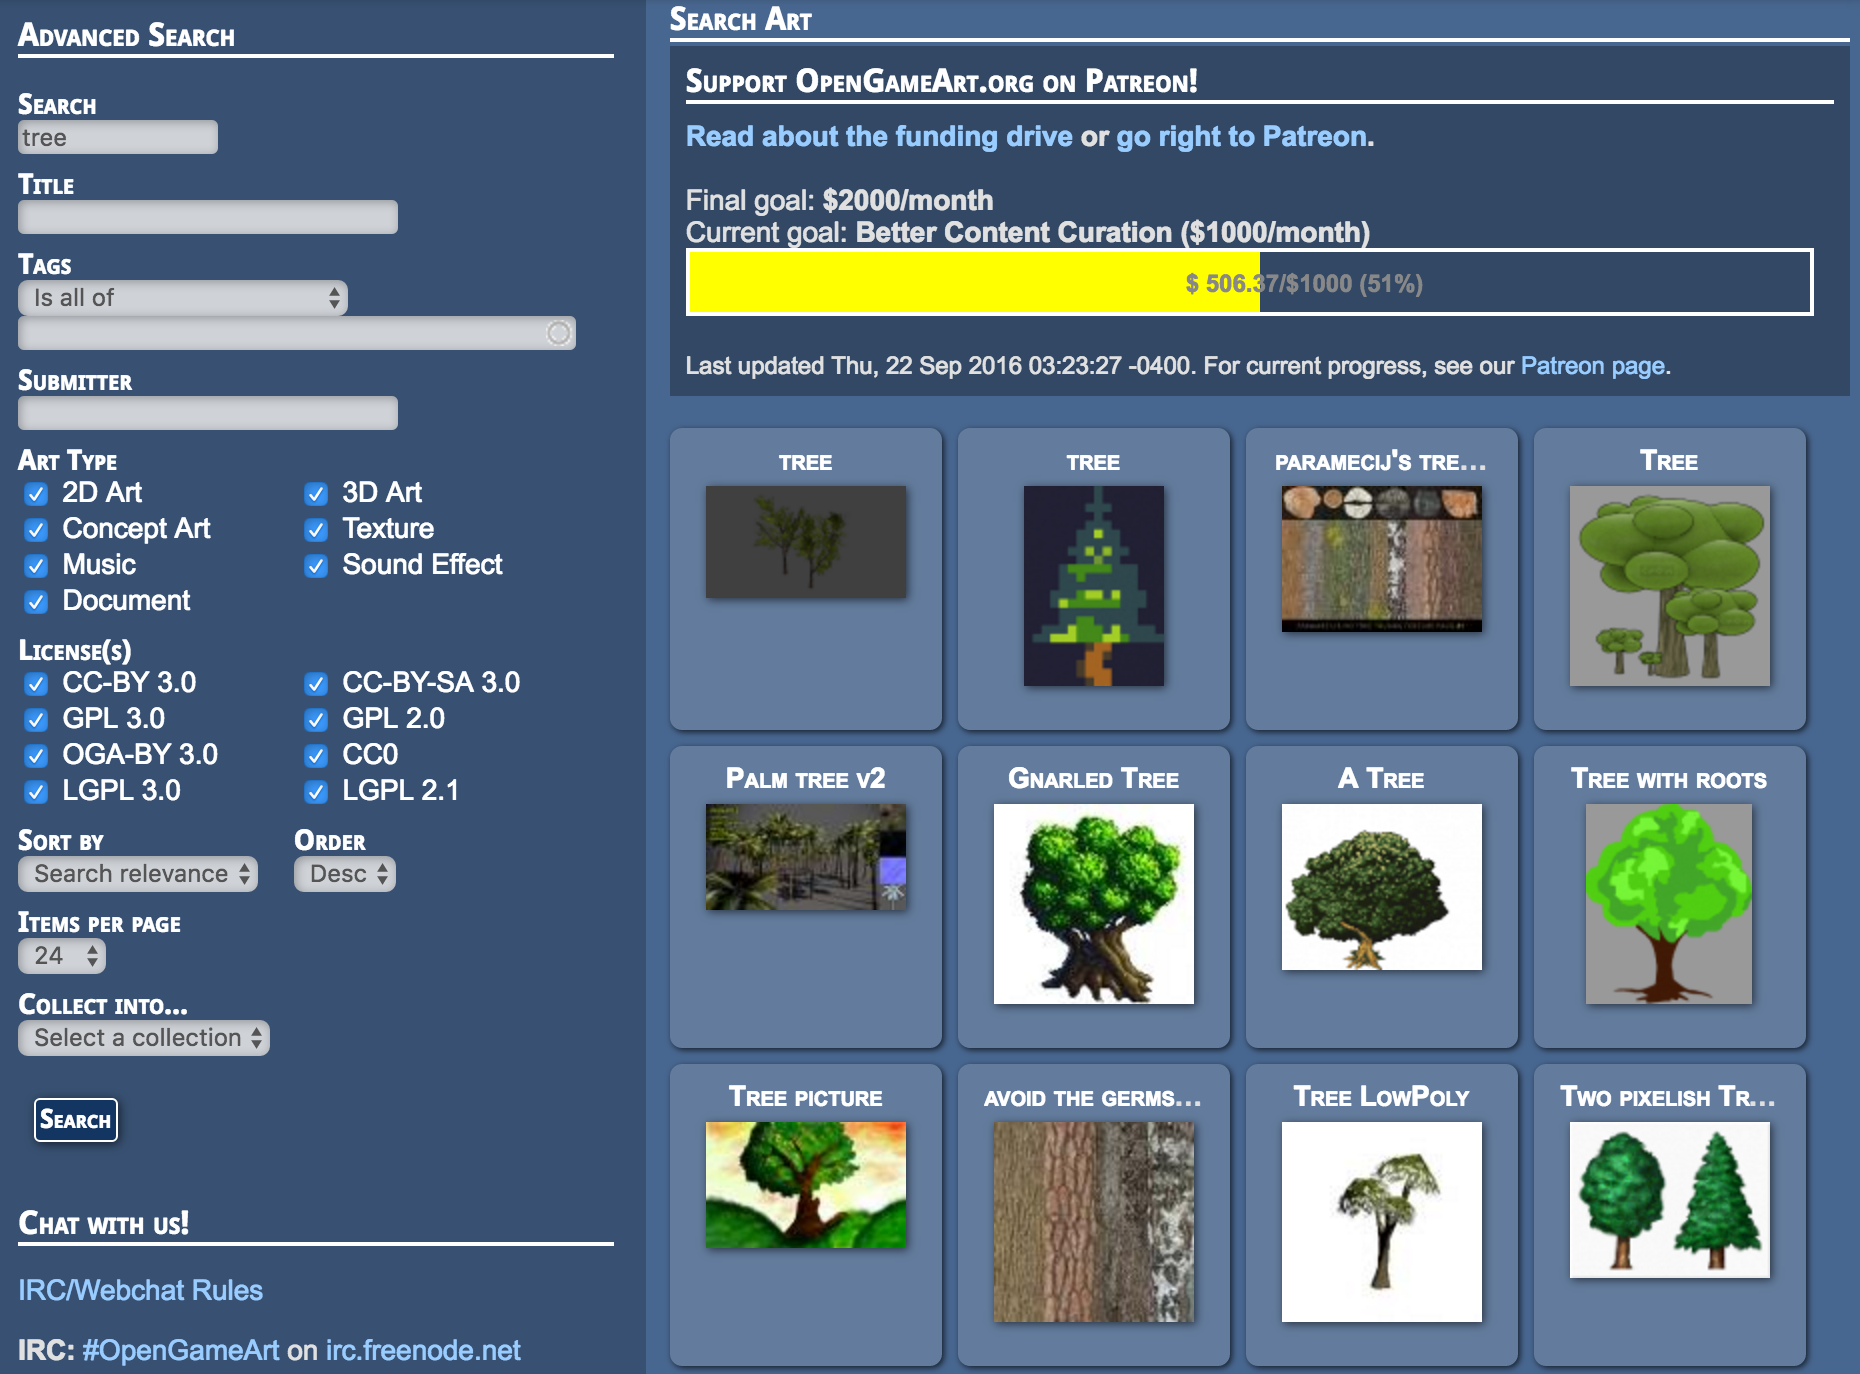 Advanced Search
Search
tree
Title
Tags
Is all of
Submitter
Art Type
2D Art
3D Art
Concept Art
Texture
Music
Sound Effect
Document
License(s)
CC-BY 3.0
CC-BY-SA 3.0
GPL 3.0
GPL 2.0
OGA-BY 3.0
CC0
LGPL 3.0
LGPL 2.1
Sort by
Order
Search relevance
Desc
Items per page
24
Collect into...
Select a collection
Search
Chat with us!
IRC/Webchat Rules
IRC: #OpenGameArt on irc.freenode.net
Search Art
Support OpenGameArt.org on Patreon!
Read about the funding drive or go right to Patreon.
Final goal: $2000/month
Current goal: Better Content Curation ($1000/month)
$ 506.37/$1000 (51%)
Last updated Thu, 22 Sep 2016 03:23:27 -0400. For current progress, see our Patreon page.
tree
tree
paramecij's tre...
Tree
Palm tree v2
Gnarled Tree
A Tree
Tree with roots
Tree picture
avoid the germs...
Tree LowPoly
Two pixelish Tr...